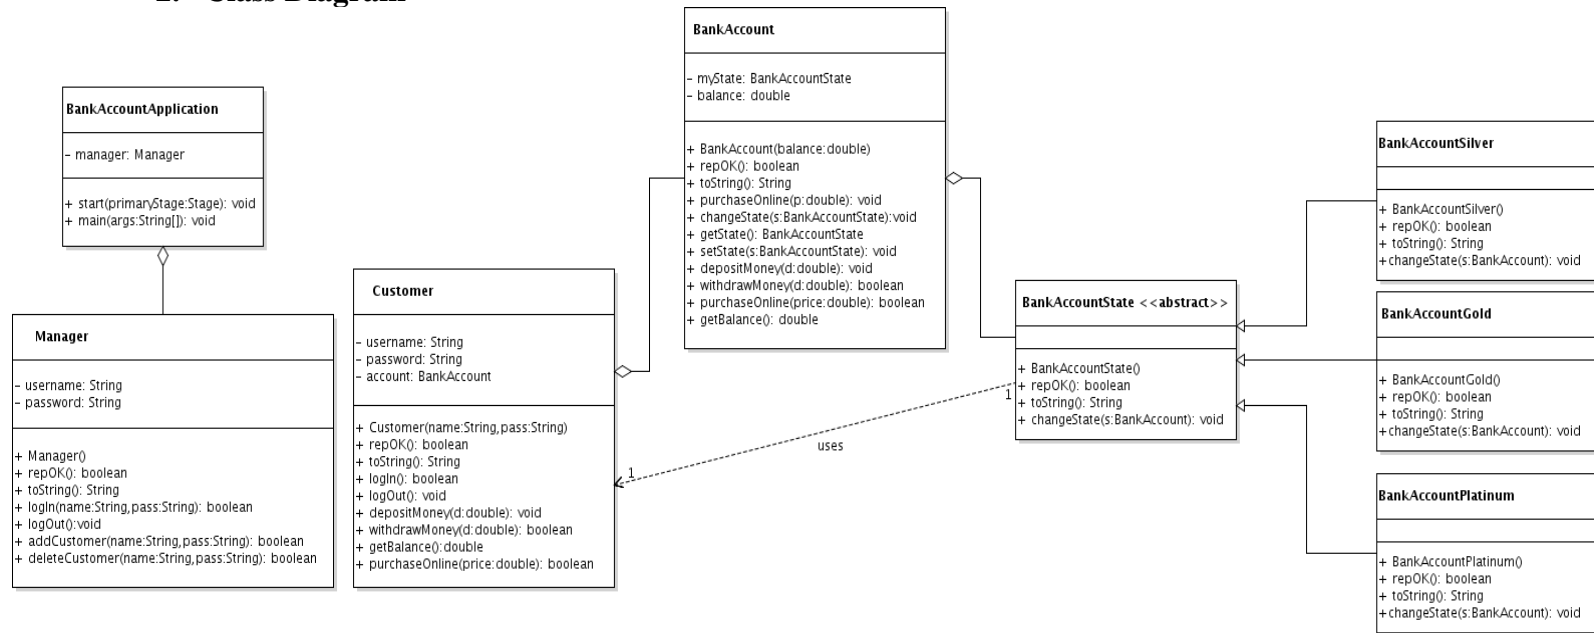 2. Class Diagram
BankAccountApplication
- manager: Manager
+ start(primaryStage:Stage): void
+ main(args:String[]): void
Manager
- username: String
- password: String
+ Manager()
+ repOK(): boolean
+ toString(): String
+ logIn(name:String,pass:String): boolean
+ logOut():void
+ addCustomer(name:String,pass:String): boolean
+ deleteCustomer(name:String,pass:String): boolean
Customer
- username: String
- password: String
- account: BankAccount
+ Customer(name:String,pass:String)
+ repOK(): boolean
+ toString(): String
+ logIn(): boolean
+ logOut(): void
+ depositMoney(d:double): void
+ withdrawMoney(d:double): boolean
+ getBalance():double
+ purchaseOnline(price:double): boolean
BankAccount
- myState: BankAccountState
- balance: double
+ BankAccount(balance:double)
+ repOK(): boolean
+ toString(): String
+ purchaseOnline(p:double): void
+ changeState(s:BankAccountState):void
+ getState(): BankAccountState
+ setState(s:BankAccountState): void
+ depositMoney(d:double): void
+ withdrawMoney(d:double): boolean
+ purchaseOnline(price:double): boolean
+ getBalance(): double
1
uses
1
BankAccountState <<abstract>>
+ BankAccountState()
+ repOK(): boolean
+ toString(): String
+ changeState(s:BankAccount): void
BankAccountSilver
+ BankAccountSilver()
+ repOK(): boolean
+ toString(): String
+changeState(s:BankAccount): void
BankAccountGold
+ BankAccountGold()
+ repOK(): boolean
+ toString(): String
+changeState(s:BankAccount): void
BankAccountPlatinum
+ BankAccountPlatinum()
+ repOK(): boolean
+ toString(): String
+changeState(s:BankAccount): void